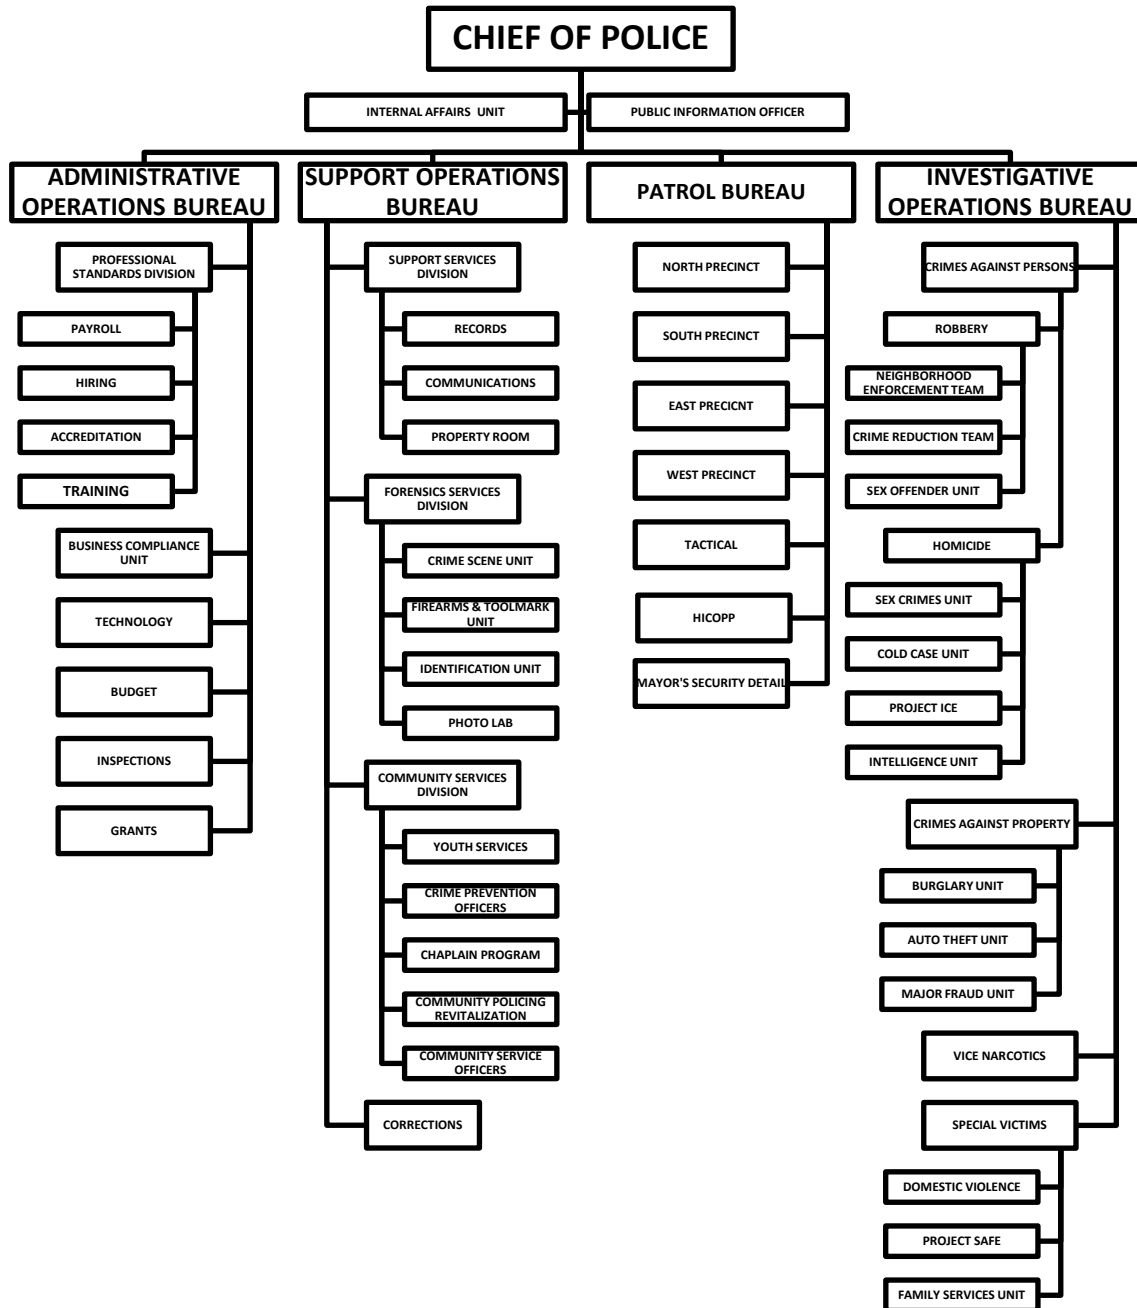 CHIEF OF POLICE
INTERNAL AFFAIRS UNIT
PUBLIC INFORMATION OFFICER
ADMINISTRATIVE
OPERATIONS BUREAU
PROFESSIONAL
STANDARDS DIVISION
PAYROLL
HIRING
ACCREDITATION
TRAINING
BUSINESS COMPLIANCE
UNIT
TECHNOLOGY
BUDGET
INSPECTIONS
GRANTS
SUPPORT OPERATIONS
BUREAU
SUPPORT SERVICES
DIVISION
RECORDS
COMMUNICATIONS
PROPERTY ROOM
FORENSICS SERVICES
DIVISION
CRIME SCENE UNIT
FIREARMS & TOOLMARK
UNIT
IDENTIFICATION UNIT
PHOTO LAB
COMMUNITY SERVICES
DIVISION
YOUTH SERVICES
CRIME PREVENTION
OFFICERS
CHAPLAIN PROGRAM
COMMUNITY POLICING
REVITALIZATION
COMMUNITY SERVICE
OFFICERS
CORRECTIONS
PATROL BUREAU
NORTH PRECINCT
SOUTH PRECINCT
EAST PRECICNT
WEST PRECINCT
TACTICAL
HICOPP
MAYOR'S SECURITY DETAIL
INVESTIGATIVE
OPERATIONS BUREAU
CRIMES AGAINST PERSONS
ROBBERY
NEIGHBORHOOD
ENFORCEMENT TEAM
CRIME REDUCTION TEAM
SEX OFFENDER UNIT
HOMICIDE
SEX CRIMES UNIT
COLD CASE UNIT
PROJECT ICE
INTELLIGENCE UNIT
CRIMES AGAINST PROPERTY
BURGLARY UNIT
AUTO THEFT UNIT
MAJOR FRAUD UNIT
VICE NARCOTICS
SPECIAL VICTIMS
DOMESTIC VIOLENCE
PROJECT SAFE
FAMILY SERVICES UNIT